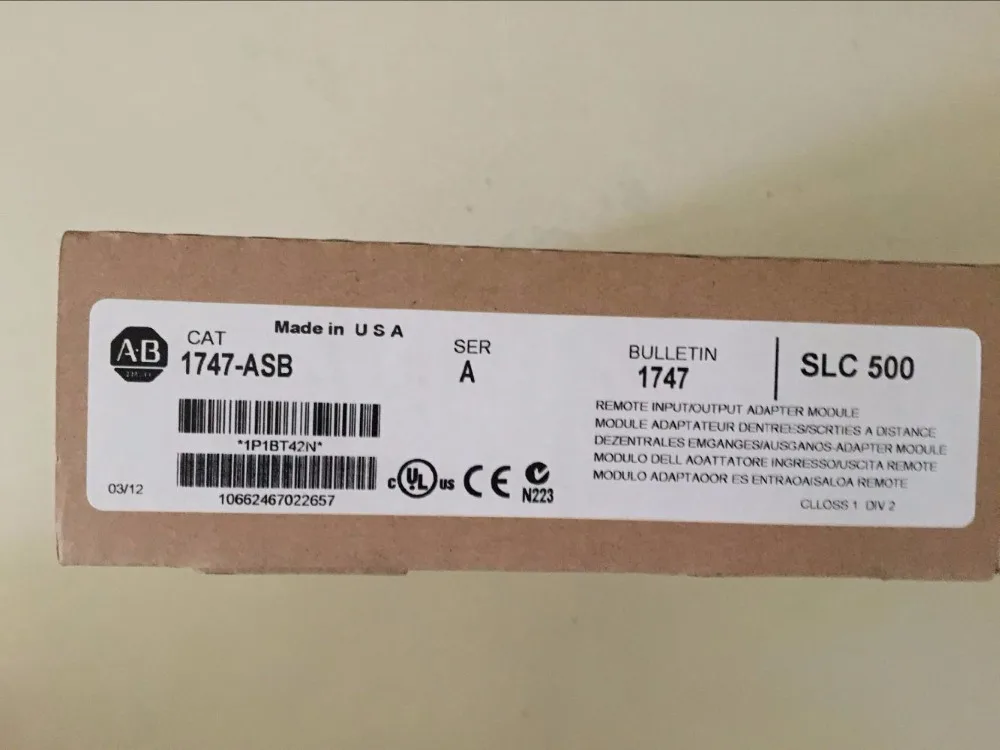 A·B
CAT
Made in U S A
1747-ASB
SER
A
BULLETIN
1747
SLC 500
REMOTE INPUT/OUTPUT ADAPTER MODULE
MODULE ADAPTATEUR DENTREES/SCRTIES A DISTANCE
DEZENTRALES EMGANGES/AUSGANOS-ADAPTER MODULE
MODULO DELL AOATTATORE INGRESSO/USCITA REMOTE
MODULO ADAPTAOOR ES ENTRAOAISALOA REMOTE
CLLOSS 1 DIV 2
*1P1BT42N*
03/12
10662467022657
c UL US CE N223